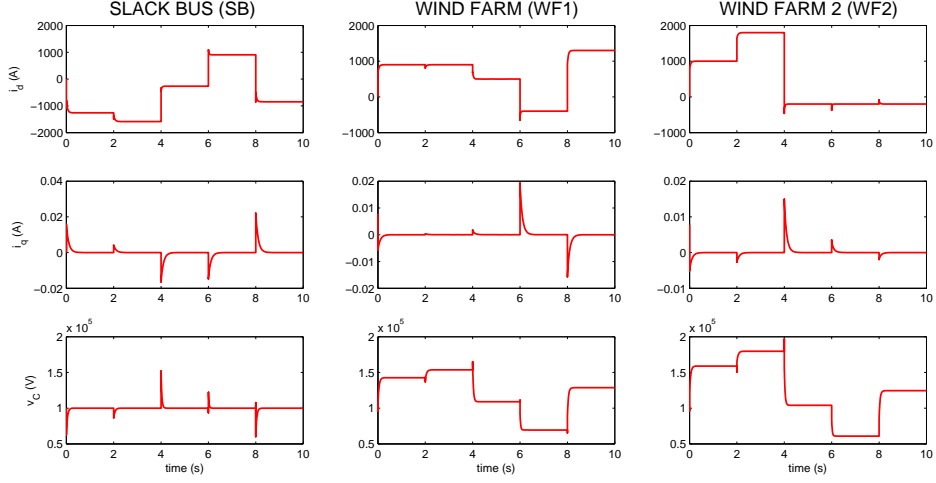 SLACK BUS (SB)
WIND FARM (WF1)
WIND FARM 2 (WF2)
i_d (A)
2000
1000
0
−1000
−2000
0 2 4 6 8 10
2000
1000
0
−1000
0 2 4 6 8 10
2000
1000
0
−1000
0 2 4 6 8 10
i_q (A)
0.04
0.02
0
−0.02
0 2 4 6 8 10
0.02
0.01
0
−0.01
−0.02
0 2 4 6 8 10
0.02
0.01
0
−0.01
0 2 4 6 8 10
v_C (V)
x 10^5
2
1.5
1
0.5
0 2 4 6 8 10
time (s)
x 10^5
2
1.5
1
0.5
0 2 4 6 8 10
time (s)
x 10^5
2
1.5
1
0.5
0 2 4 6 8 10
time (s)